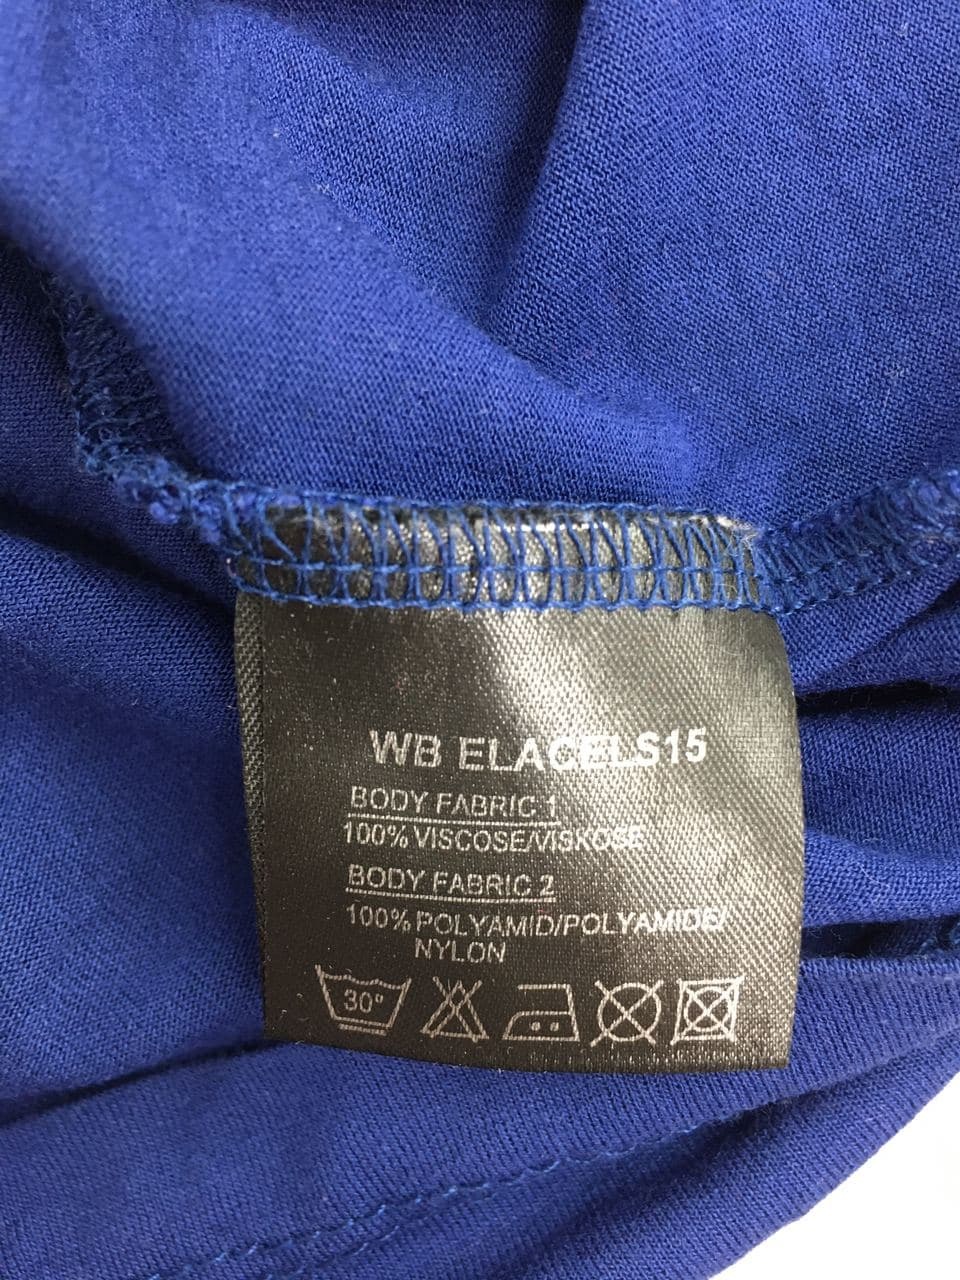 WB ELACELS15
BODY FABRIC 1
100% VISCOSE/VISKOSE
BODY FABRIC 2
100% POLYAMID/POLYAMIDE/
NYLON
30°